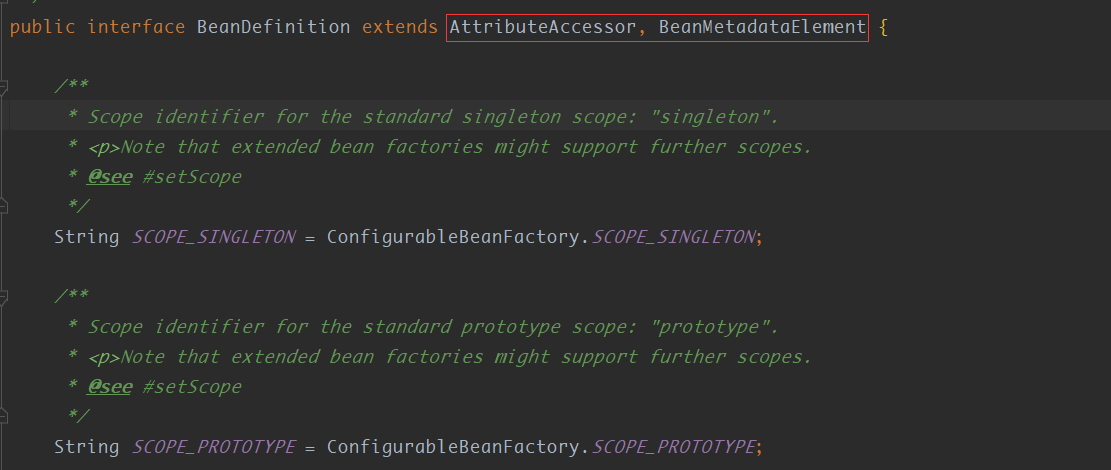 public interface BeanDefinition extends AttributeAccessor, BeanMetadataElement {
/**
* Scope identifier for the standard singleton scope: "singleton".
* <p>Note that extended bean factories might support further scopes.
* @see #setScope
*/
String SCOPE_SINGLETON = ConfigurableBeanFactory.SCOPE_SINGLETON;
/**
* Scope identifier for the standard prototype scope: "prototype".
* <p>Note that extended bean factories might support further scopes.
* @see #setScope
*/
String SCOPE_PROTOTYPE = ConfigurableBeanFactory.SCOPE_PROTOTYPE;